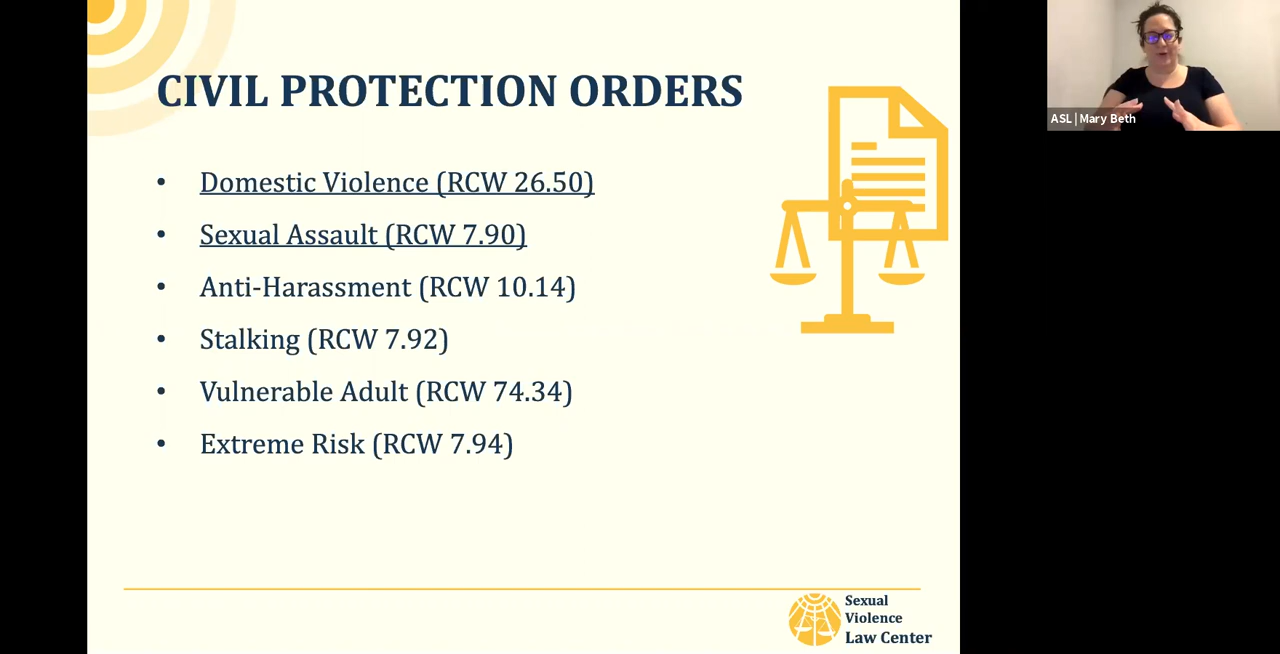 CIVIL PROTECTION ORDERS
• Domestic Violence (RCW 26.50)
• Sexual Assault (RCW 7.90)
• Anti-Harassment (RCW 10.14)
• Stalking (RCW 7.92)
• Vulnerable Adult (RCW 74.34)
• Extreme Risk (RCW 7.94)
Sexual
Violence
Law Center
ASL | Mary Beth